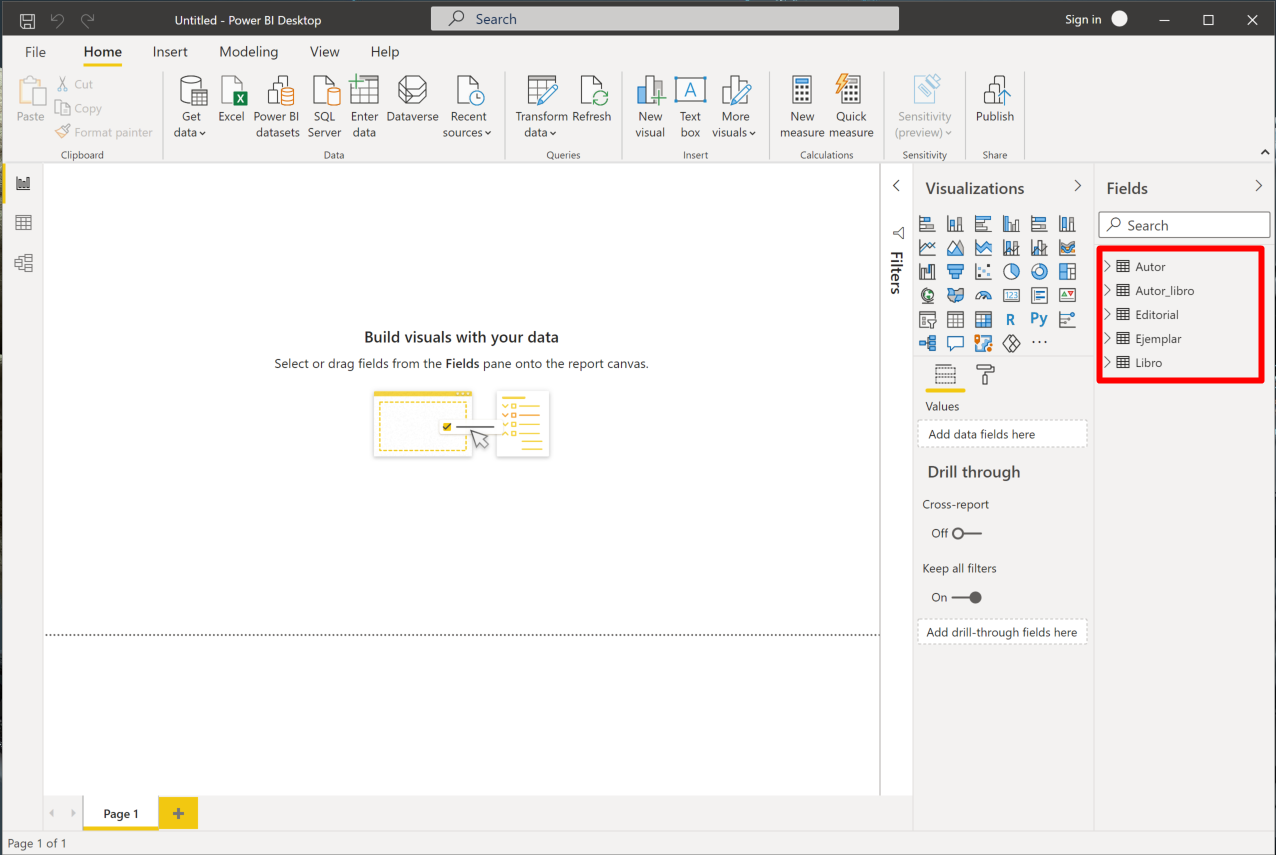 Untitled - Power BI Desktop
Search
Sign in
File
Home
Insert
Modeling
View
Help
Paste
Cut
Copy
Format painter
Clipboard
Get data
Excel
Power BI datasets
SQL Server
Enter data
Dataverse
Recent sources
Data
Transform data
Refresh
Queries
New visual
Text box
More visuals
Insert
New measure
Quick measure
Calculations
Sensitivity (preview)
Sensitivity
Publish
Share
Build visuals with your data
Select or drag fields from the Fields pane onto the report canvas.
Filters
Visualizations
123
R
Py
Values
Add data fields here
Drill through
Cross-report
Off
Keep all filters
On
Add drill-through fields here
Fields
Search
Autor
Autor_libro
Editorial
Ejemplar
Libro
Page 1
Page 1 of 1